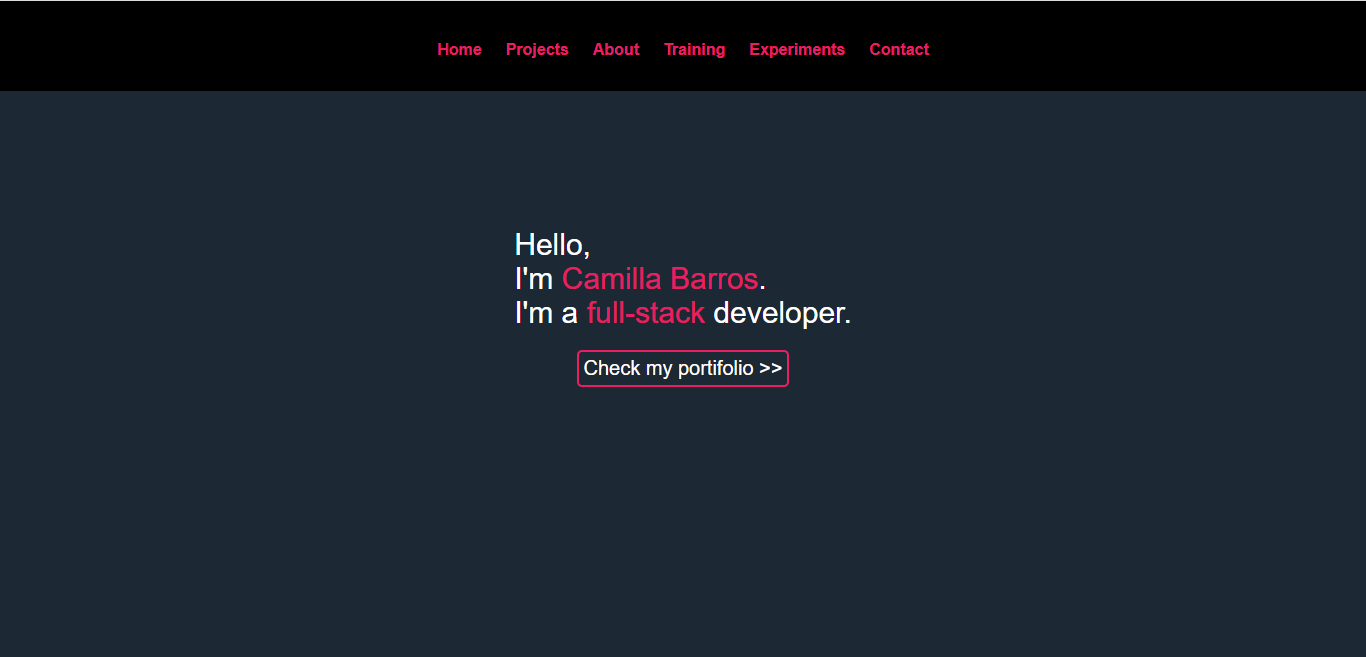 Home Projects About Training Experiments Contact
Hello,
I'm Camilla Barros.
I'm a full-stack developer.
Check my portifolio >>